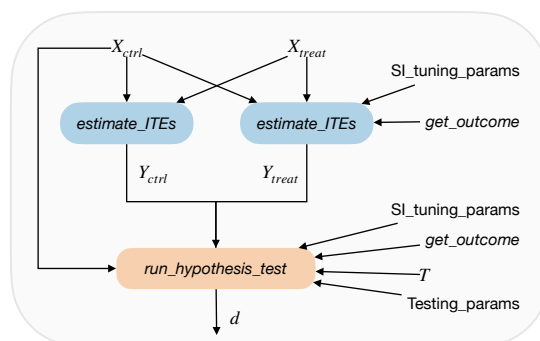 X_ctrl X_treat
SI_tuning_params
estimate_ITEs estimate_ITEs get_outcome
Y_ctrl Y_treat
SI_tuning_params
get_outcome
run_hypothesis_test T
Testing_params
d